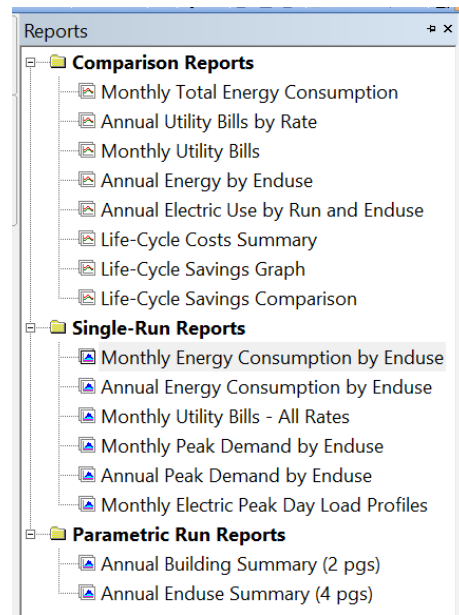 Reports
Comparison Reports
Monthly Total Energy Consumption
Annual Utility Bills by Rate
Monthly Utility Bills
Annual Energy by Enduse
Annual Electric Use by Run and Enduse
Life-Cycle Costs Summary
Life-Cycle Savings Graph
Life-Cycle Savings Comparison
Single-Run Reports
Monthly Energy Consumption by Enduse
Annual Energy Consumption by Enduse
Monthly Utility Bills - All Rates
Monthly Peak Demand by Enduse
Annual Peak Demand by Enduse
Monthly Electric Peak Day Load Profiles
Parametric Run Reports
Annual Building Summary (2 pgs)
Annual Enduse Summary (4 pgs)